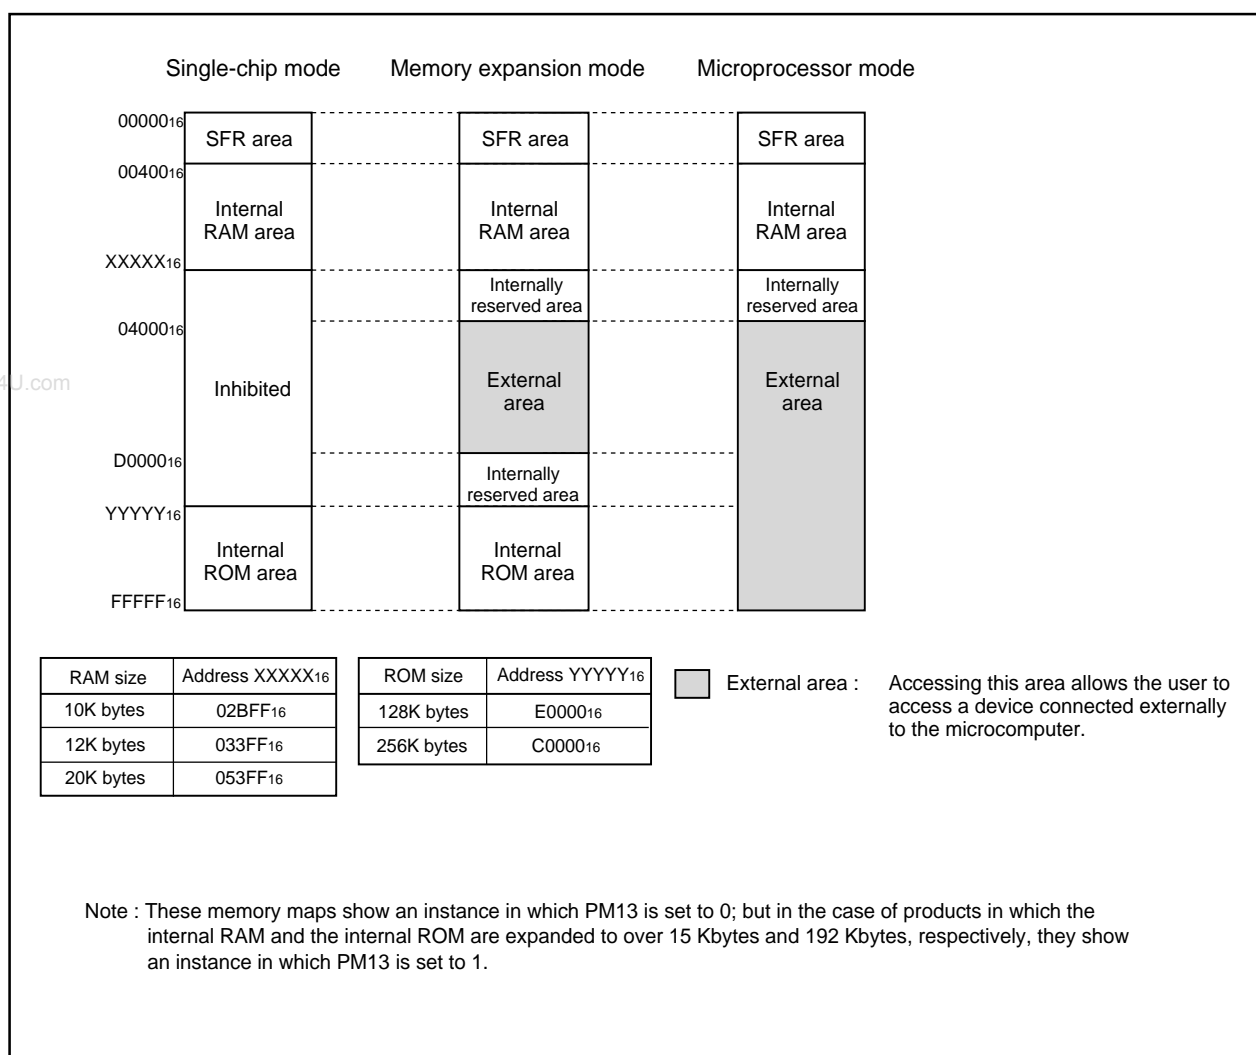 Single-chip mode
Memory expansion mode
Microprocessor mode
0000016
SFR area
SFR area
SFR area
0040016
Internal
RAM area
Internal
RAM area
Internal
RAM area
XXXXX16
Internally
reserved area
Internally
reserved area
0400016
4U.com
Inhibited
External
area
External
area
D000016
Internally
reserved area
YYYYY16
Internal
ROM area
Internal
ROM area
FFFFF16
RAM size Address XXXXX16
10K bytes 02BFF16
12K bytes 033FF16
20K bytes 053FF16
ROM size Address YYYYY16
128K bytes E000016
256K bytes C000016
External area : Accessing this area allows the user to
access a device connected externally
to the microcomputer.
Note : These memory maps show an instance in which PM13 is set to 0; but in the case of products in which the
internal RAM and the internal ROM are expanded to over 15 Kbytes and 192 Kbytes, respectively, they show
an instance in which PM13 is set to 1.